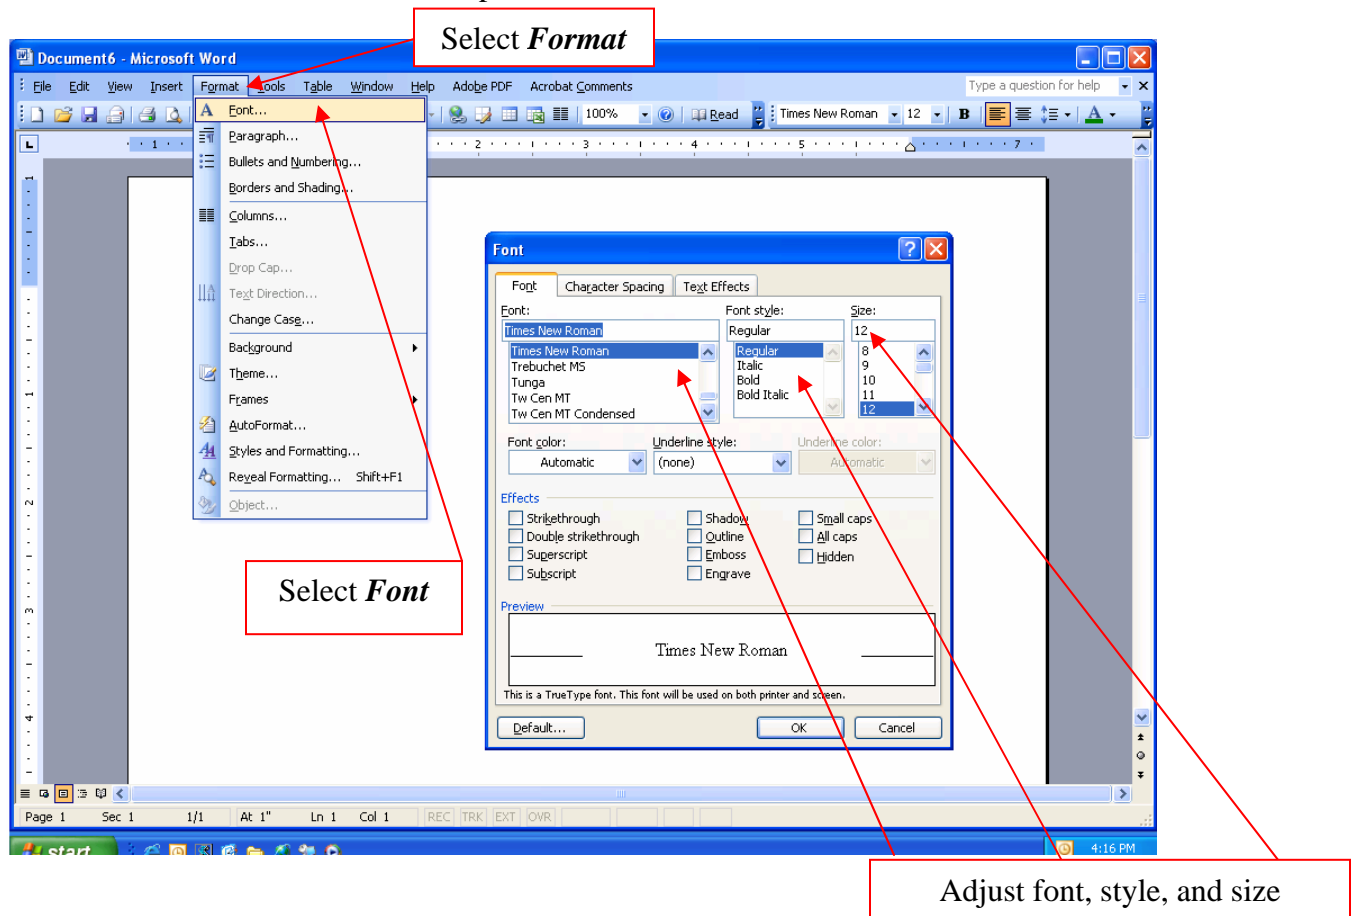 Select Format
Document6 - Microsoft Word
File Edit View Insert Format Tools Table Window Help Adobe PDF Acrobat Comments Type a question for help
100% Read Times New Roman 12 B A
1 2 3 4 5 7
Font...
Paragraph...
Bullets and Numbering...
Borders and Shading...
Columns...
Tabs...
Drop Cap...
Text Direction...
Change Case...
Background
Theme...
Frames
AutoFormat...
Styles and Formatting...
Reveal Formatting... Shift+F1
Object...
Select Font
Font
Font Character Spacing Text Effects
Font: Font style: Size:
Times New Roman Regular 12
Times New Roman Regular 8
Trebuchet MS Italic 9
Tunga Bold 10
Tw Cen MT Bold Italic 11
Tw Cen MT Condensed 12
Font color: Underline style: Underline color:
Automatic (none) Automatic
Effects
Strikethrough Shadow Small caps
Double strikethrough Outline All caps
Superscript Emboss Hidden
Subscript Engrave
Preview
Times New Roman
This is a TrueType font. This font will be used on both printer and screen.
Default... OK Cancel
Page 1 Sec 1 1/1 At 1" Ln 1 Col 1 REC TRK EXT OVR
start 4:16 PM
Adjust font, style, and size